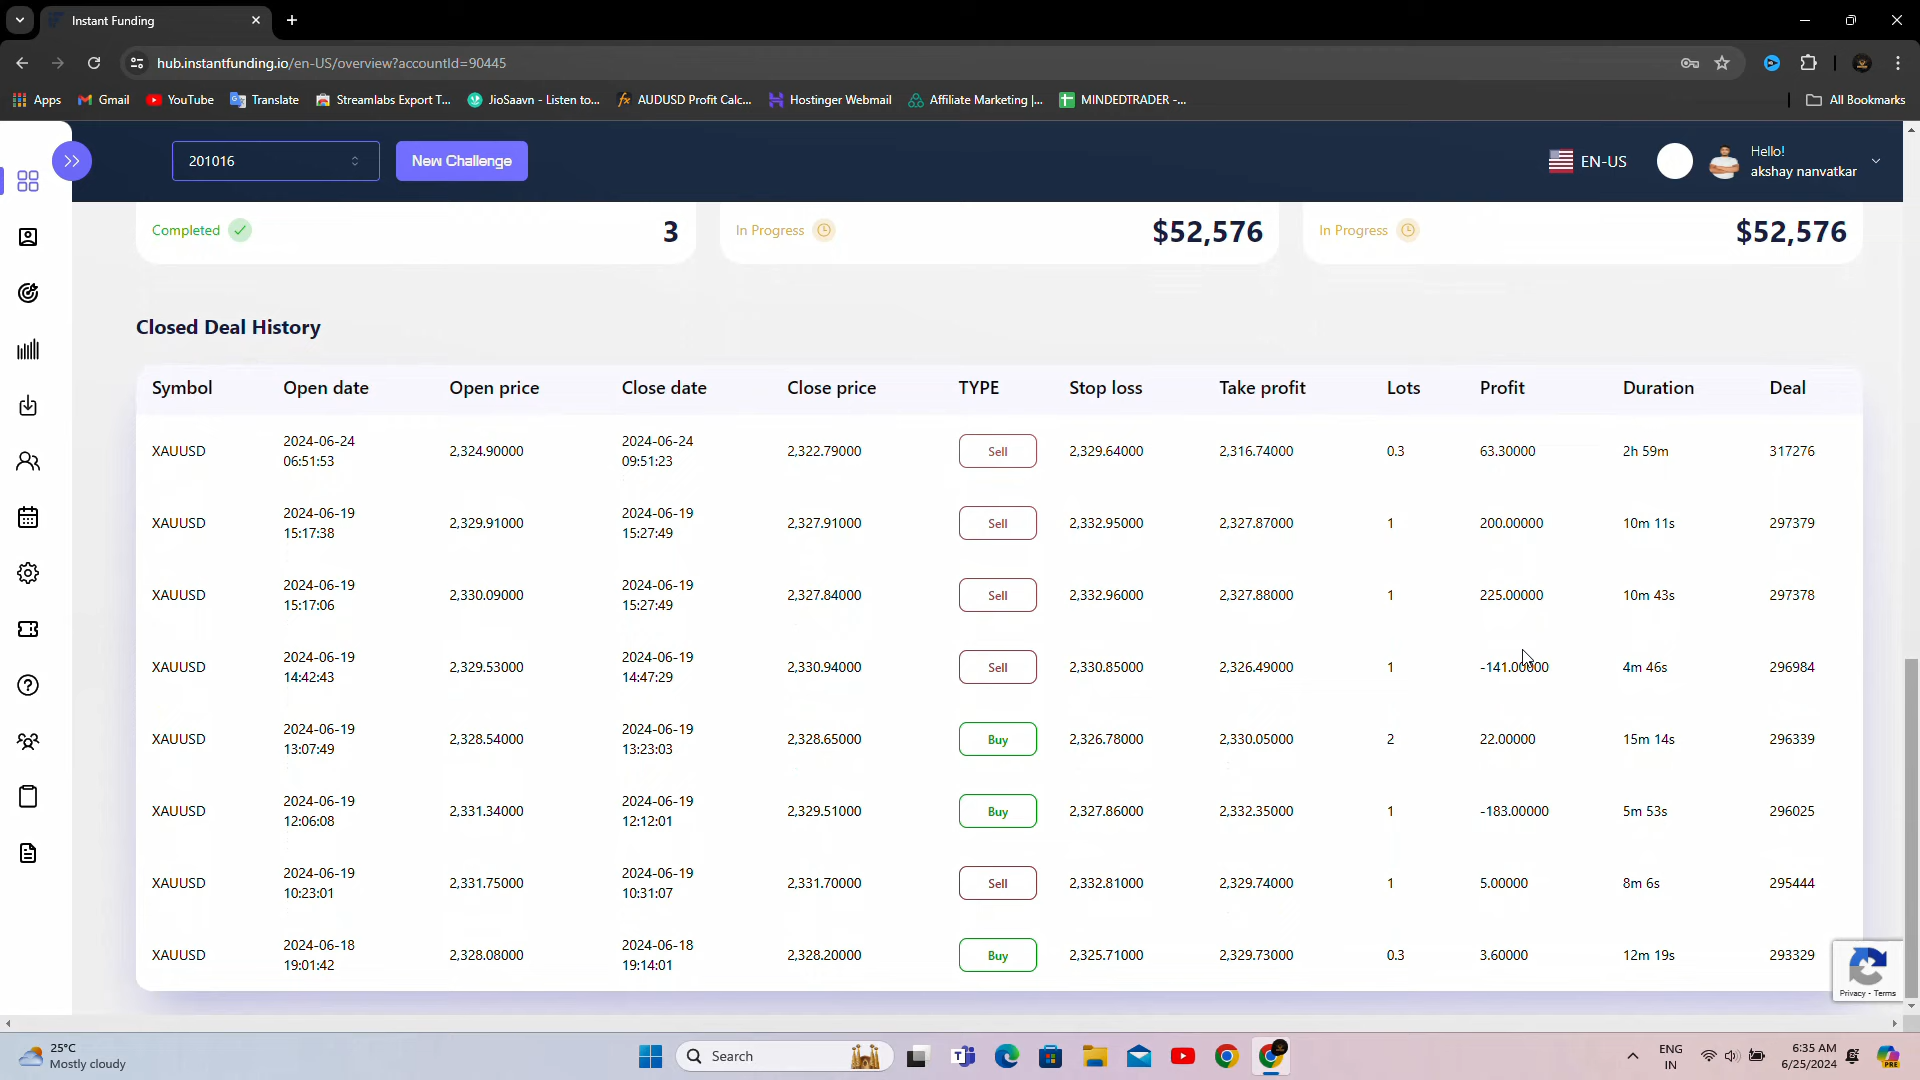 Instant Funding
hub.instantfunding.io/en-US/overview?accountId=90445
Apps Gmail YouTube Translate Streamlabs Export T... JioSaavn - Listen to... AUDUSD Profit Calc... Hostinger Webmail Affiliate Marketing |... MINDEDTRADER -... All Bookmarks
201016 New Challenge EN-US Hello!
akshay nanvatkar
Completed 3 In Progress $52,576 In Progress $52,576
Closed Deal History
Symbol Open date Open price Close date Close price TYPE Stop loss Take profit Lots Profit Duration Deal
XAUUSD 2024-06-24 06:51:53 2,324.90000 2024-06-24 09:51:23 2,322.79000 Sell 2,329.64000 2,316.74000 0.3 63.30000 2h 59m 317276
XAUUSD 2024-06-19 15:17:38 2,329.91000 2024-06-19 15:27:49 2,327.91000 Sell 2,332.95000 2,327.87000 1 200.00000 10m 11s 297379
XAUUSD 2024-06-19 15:17:06 2,330.09000 2024-06-19 15:27:49 2,327.84000 Sell 2,332.96000 2,327.88000 1 225.00000 10m 43s 297378
XAUUSD 2024-06-19 14:42:43 2,329.53000 2024-06-19 14:47:29 2,330.94000 Sell 2,330.85000 2,326.49000 1 -141.00000 4m 46s 296984
XAUUSD 2024-06-19 13:07:49 2,328.54000 2024-06-19 13:23:03 2,328.65000 Buy 2,326.78000 2,330.05000 2 22.00000 15m 14s 296339
XAUUSD 2024-06-19 12:06:08 2,331.34000 2024-06-19 12:12:01 2,329.51000 Buy 2,327.86000 2,332.35000 1 -183.00000 5m 53s 296025
XAUUSD 2024-06-19 10:23:01 2,331.75000 2024-06-19 10:31:07 2,331.70000 Sell 2,332.81000 2,329.74000 1 5.00000 8m 6s 295444
XAUUSD 2024-06-18 19:01:42 2,328.08000 2024-06-18 19:14:01 2,328.20000 Buy 2,325.71000 2,329.73000 0.3 3.60000 12m 19s 293329
Privacy - Terms
25°C
Mostly cloudy
Search
ENG
IN
6:35 AM
6/25/2024
PRE